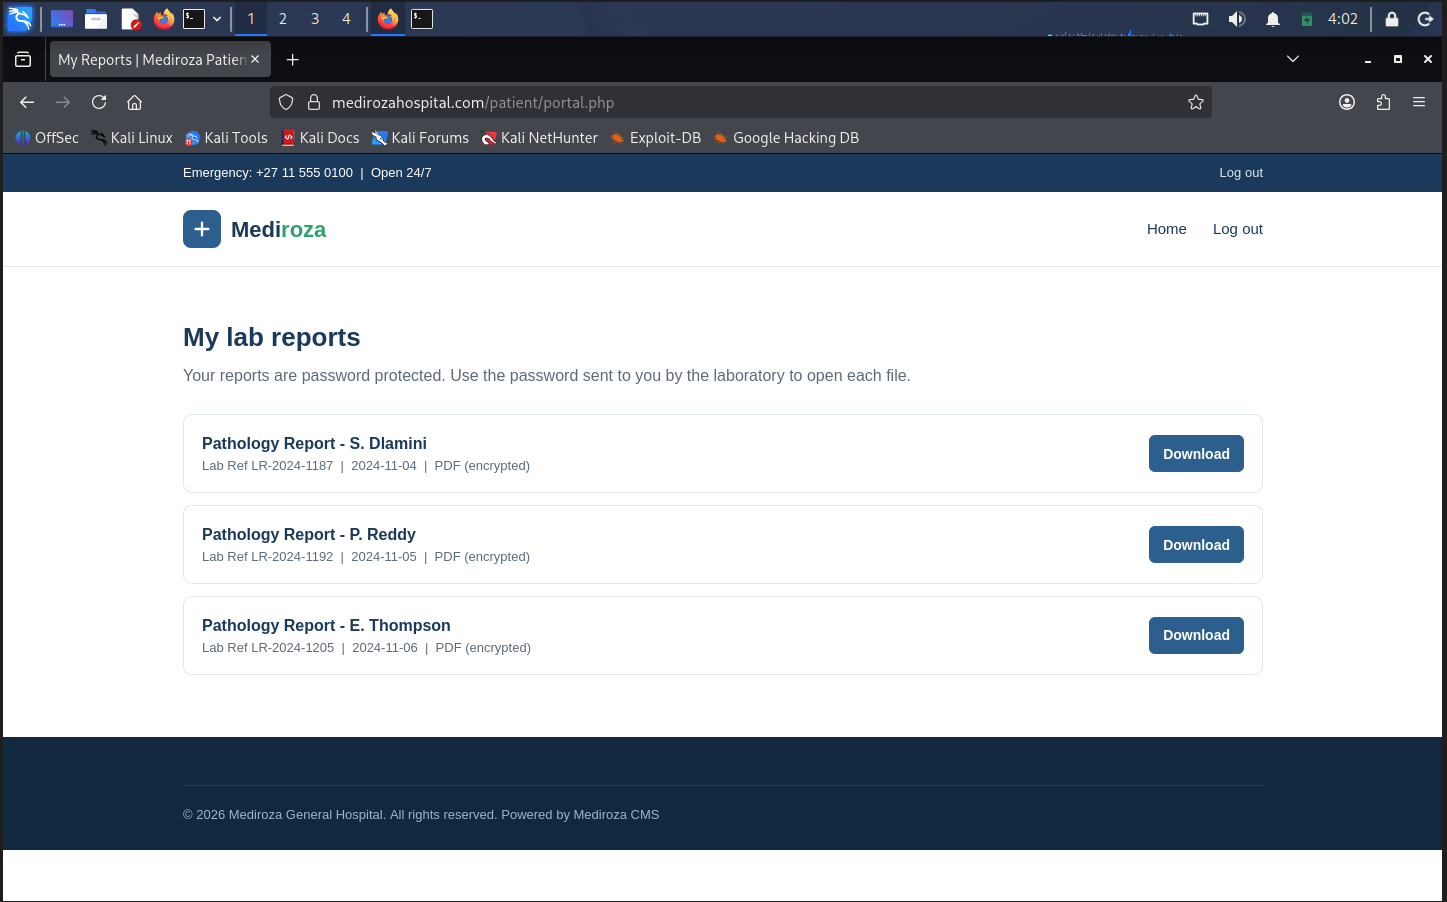 1 2 3 4 4:02
My Reports | Mediroza Patien
medirozahospital.com/patient/portal.php
OffSec Kali Linux Kali Tools Kali Docs Kali Forums Kali NetHunter Exploit-DB Google Hacking DB
Emergency: +27 11 555 0100 | Open 24/7 Log out
Mediroza Home Log out
My lab reports
Your reports are password protected. Use the password sent to you by the laboratory to open each file.
Pathology Report - S. Dlamini
Lab Ref LR-2024-1187 | 2024-11-04 | PDF (encrypted)
Download
Pathology Report - P. Reddy
Lab Ref LR-2024-1192 | 2024-11-05 | PDF (encrypted)
Download
Pathology Report - E. Thompson
Lab Ref LR-2024-1205 | 2024-11-06 | PDF (encrypted)
Download
© 2026 Mediroza General Hospital. All rights reserved. Powered by Mediroza CMS